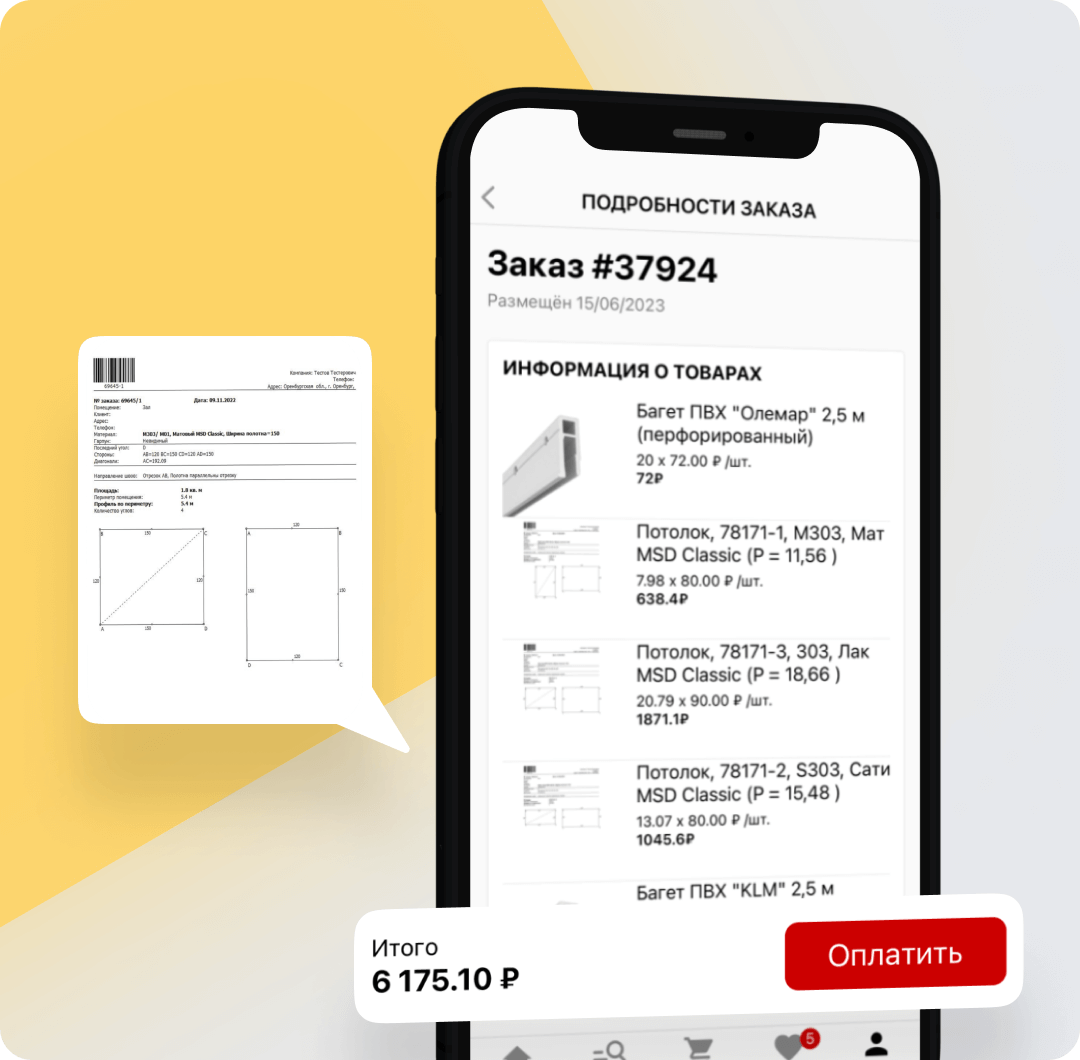 ПОДРОБНОСТИ ЗАКАЗА
Заказ #37924
Размещён 15/06/2023
ИНФОРМАЦИЯ О ТОВАРАХ
Багет ПВХ "Олемар" 2,5 м
(перфорированный)
20 x 72.00 ₽ /шт.
72₽
Потолок, 78171-1, М303, Мат
MSD Classic (P = 11,56 )
7.98 x 80.00 ₽ /шт.
638.4₽
Потолок, 78171-3, 303, Лак
MSD Classic (P = 18,66 )
20.79 x 90.00 ₽ /шт.
1871.1₽
Потолок, 78171-2, S303, Сати
MSD Classic (P = 15,48 )
13.07 x 80.00 ₽ /шт.
1045.6₽
Багет ПВХ "KLM" 2,5 м
Итого
6 175.10 ₽
Оплатить
5
69645-1
Компания: Тестов Тестерович
Телефон:
Адрес: Оренбургская обл., г. Оренбург,
№ заказа: 69645/1 Дата: 09.11.2022
Помещение: Зал
Клиент:
Адрес:
Телефон:
Материал: М303/ М01, Матовый MSD Classic, Ширина полотна=150
Гарпун: Невидимый
Последний угол: D
Стороны: AB=120 BC=150 CD=120 AD=150
Диагонали: AC=192.09
Направление швов: Отрезок AB, Полотна параллельны отрезку
Площадь: 1.8 кв. м
Периметр помещения: 5.4 м
Профиль по периметру: 5.4 м
Количество углов: 4
B 150 C
120 120
A 150 D
120
A B
150 150
D 120 C